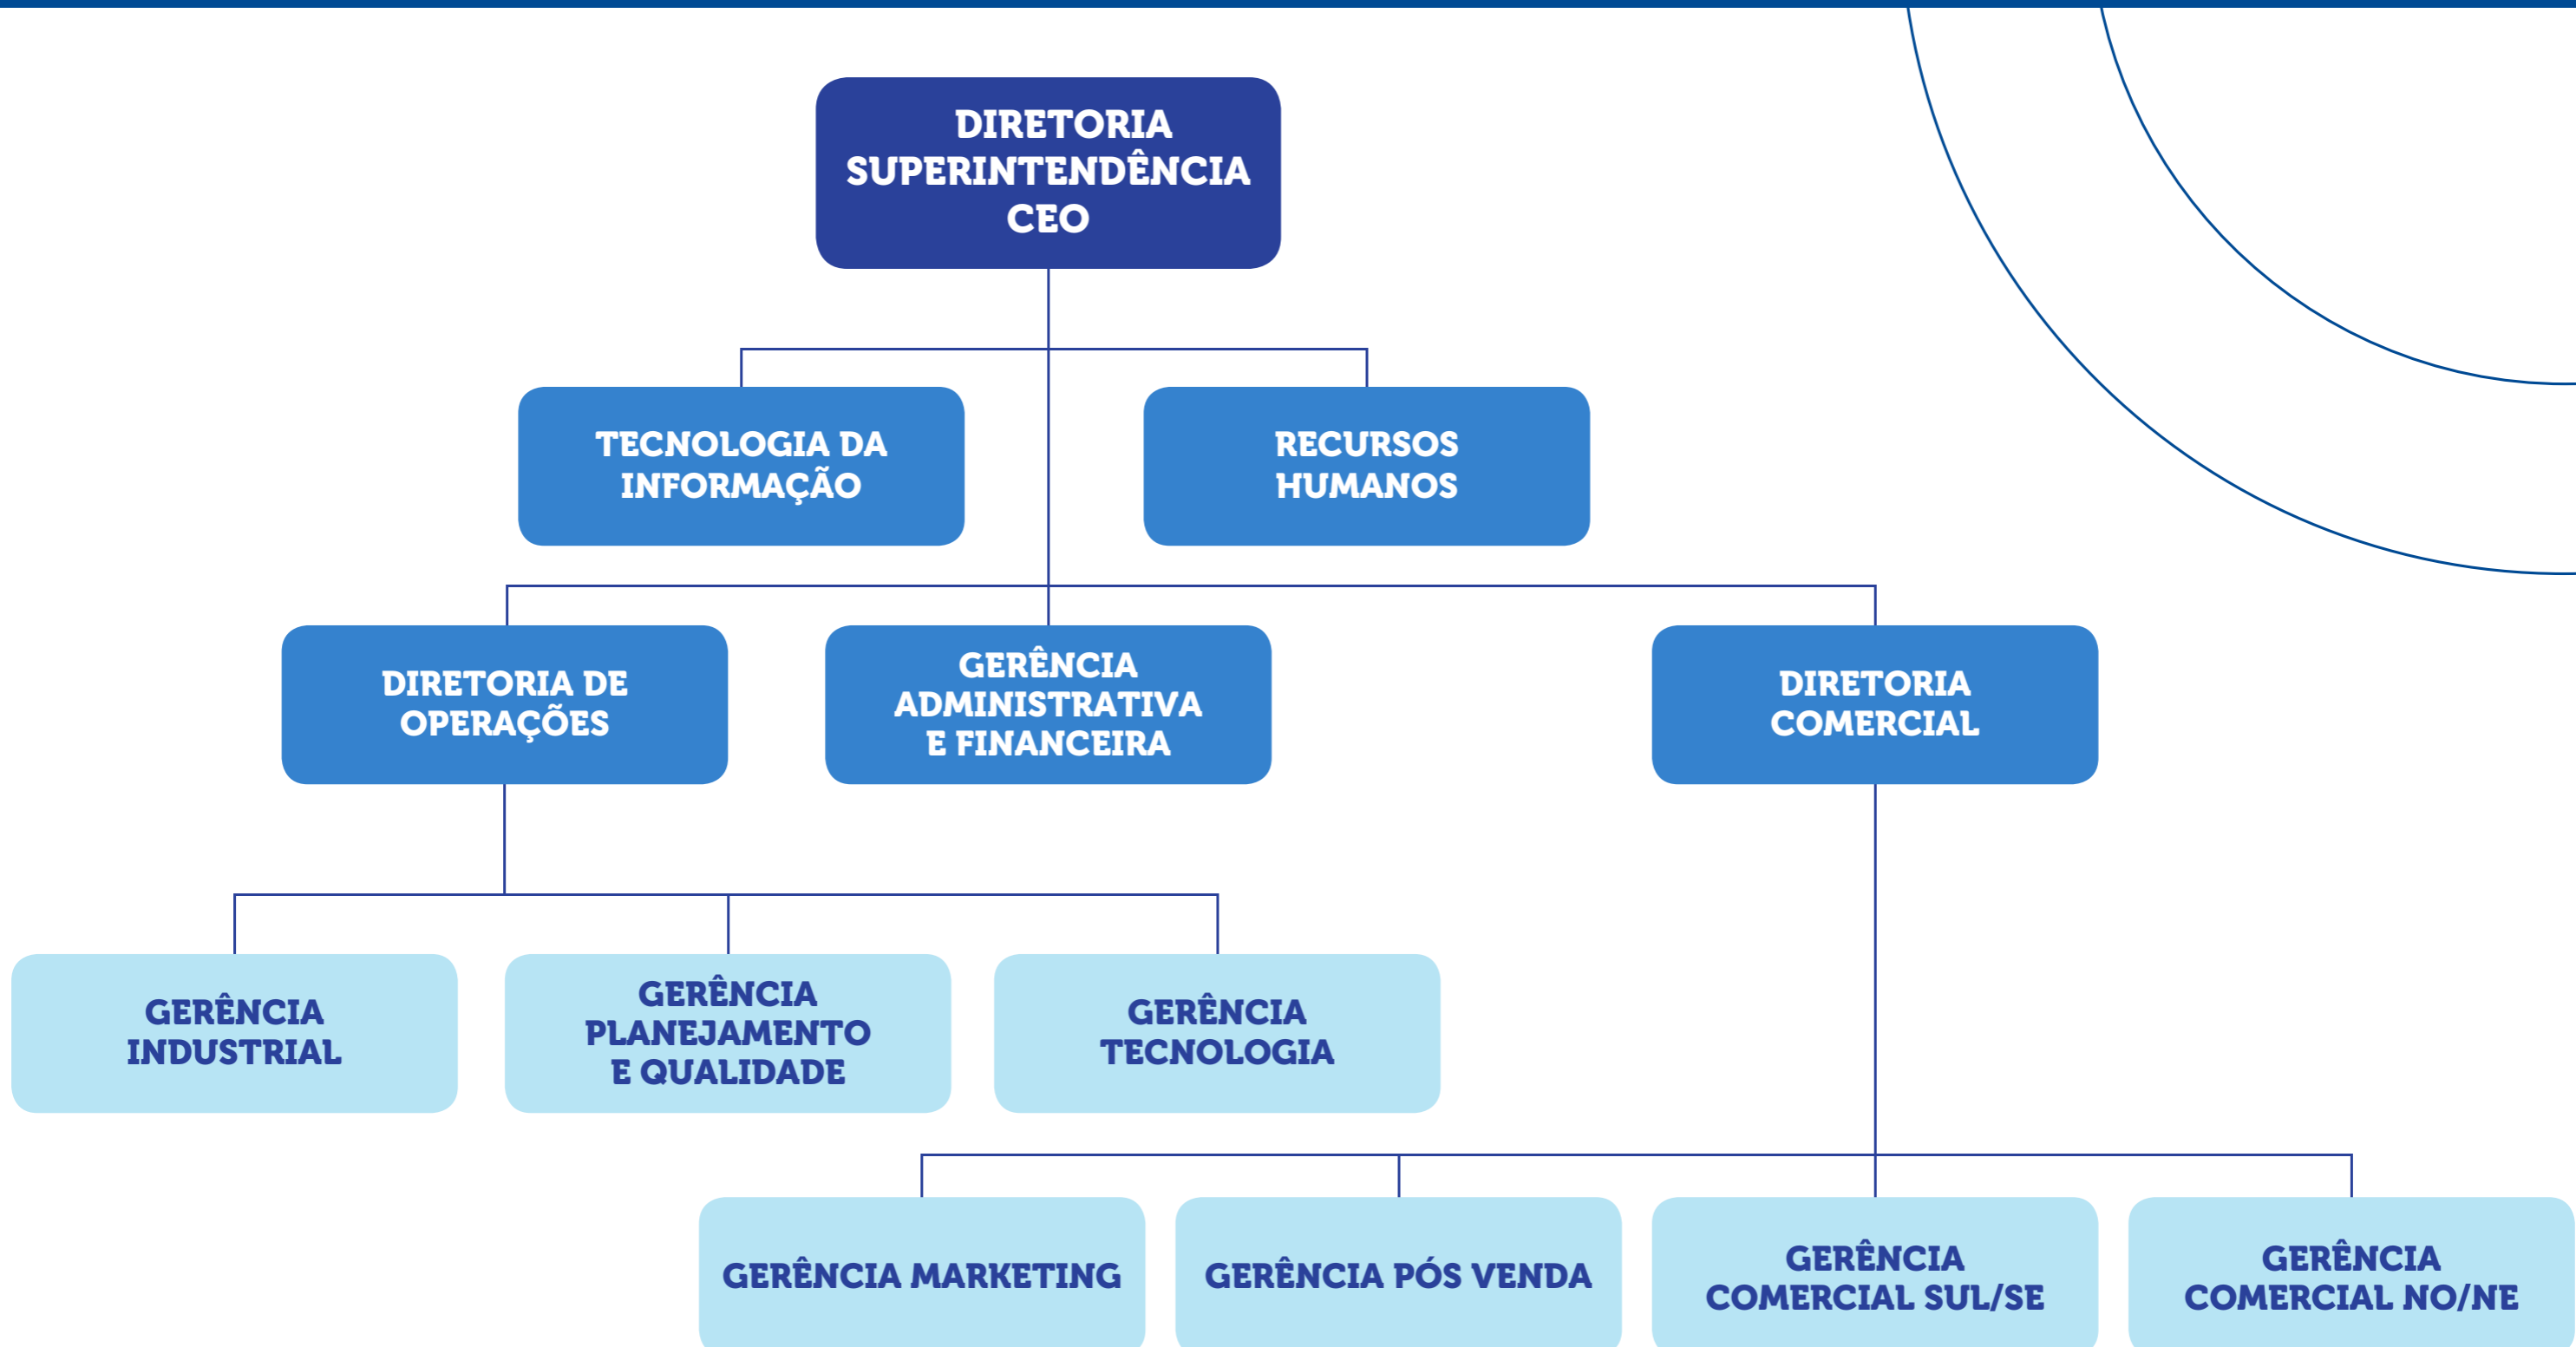 DIRETORIA
SUPERINTENDÊNCIA
CEO
TECNOLOGIA DA
INFORMAÇÃO
RECURSOS
HUMANOS
DIRETORIA DE
OPERAÇÕES
GERÊNCIA
ADMINISTRATIVA
E FINANCEIRA
DIRETORIA
COMERCIAL
GERÊNCIA
INDUSTRIAL
GERÊNCIA
PLANEJAMENTO
E QUALIDADE
GERÊNCIA
TECNOLOGIA
GERÊNCIA MARKETING
GERÊNCIA PÓS VENDA
GERÊNCIA
COMERCIAL SUL/SE
GERÊNCIA
COMERCIAL NO/NE